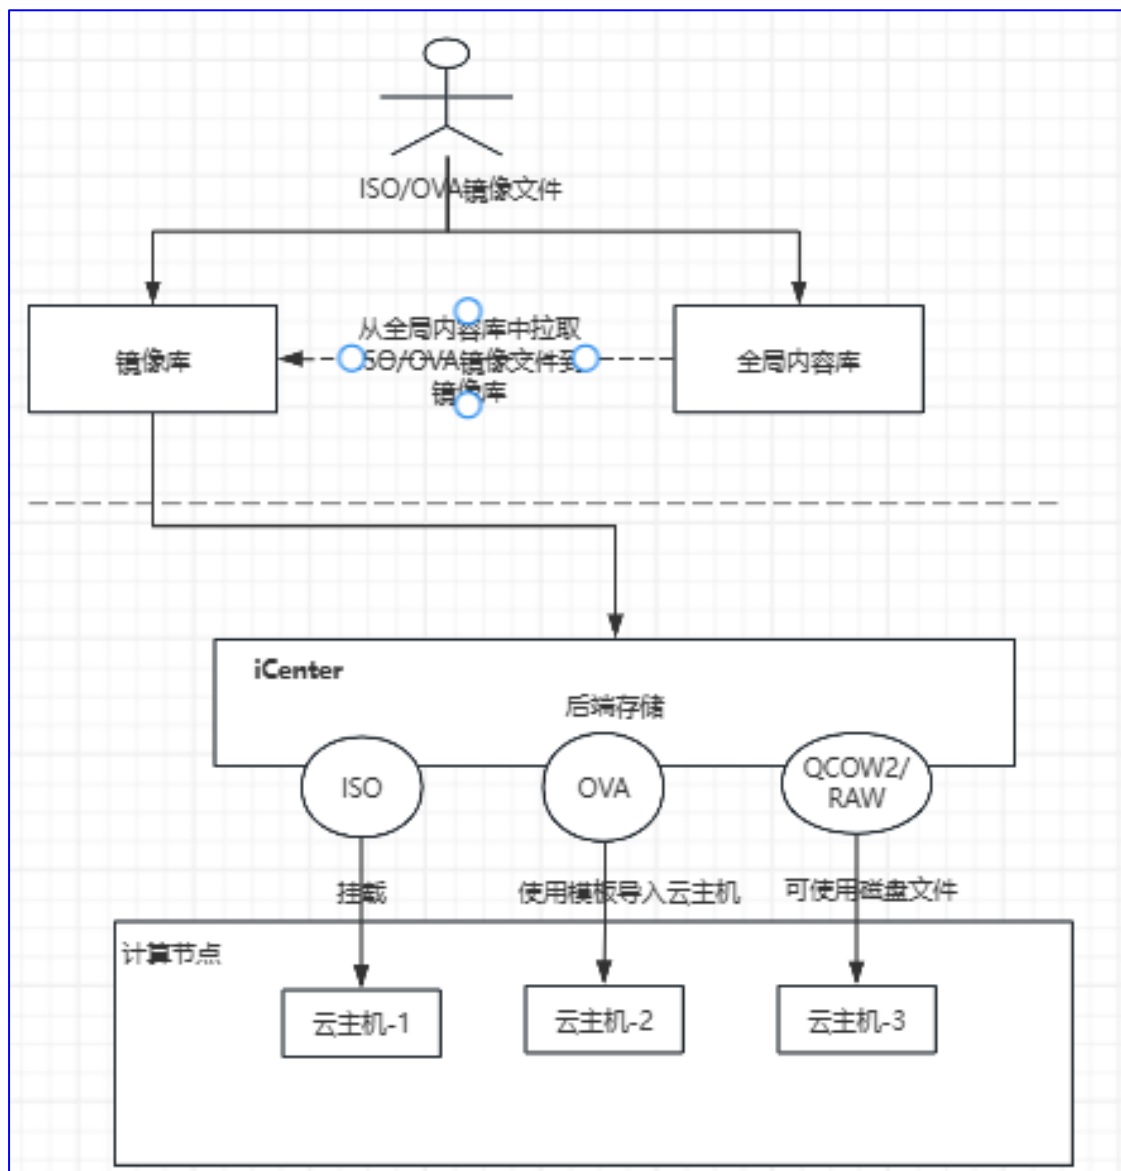 ISO/OVA镜像文件
镜像库
从全局内容库中拉取
ISO/OVA镜像文件到
镜像库
全局内容库
iCenter
后端存储
ISO
OVA
QCOW2/
RAW
挂载
使用模板导入云主机
可使用磁盘文件
计算节点
云主机-1
云主机-2
云主机-3